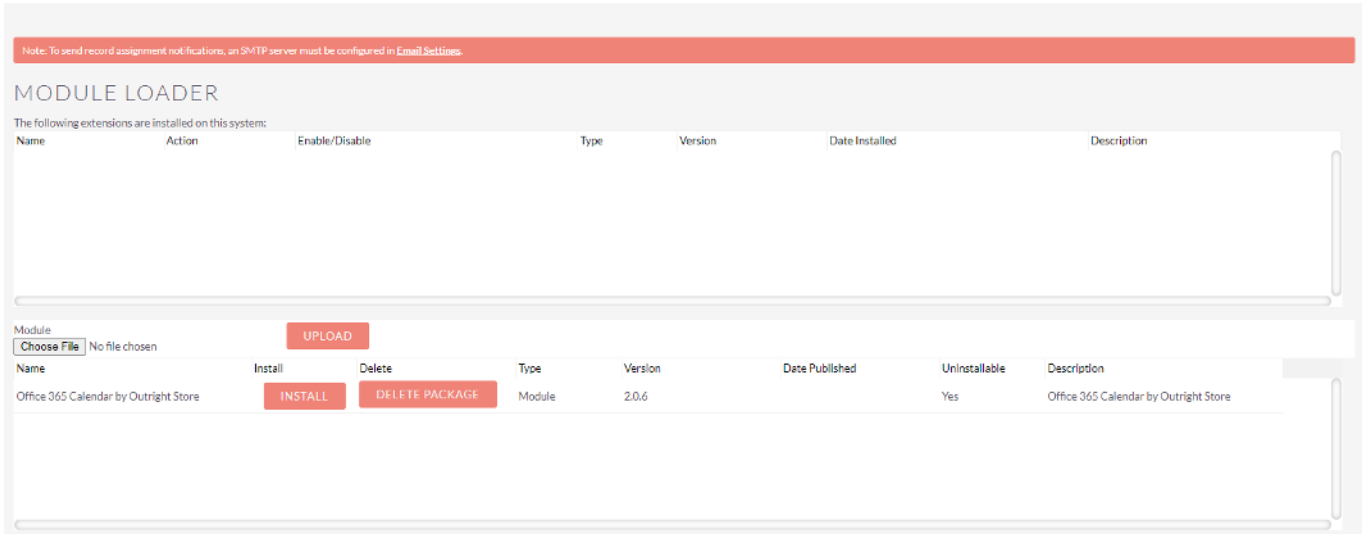 Note: To send record assignment notifications, an SMTP server must be configured in Email Settings.
MODULE LOADER
The following extensions are installed on this system:
Name Action Enable/Disable Type Version Date Installed Description
Module
Choose File No file chosen UPLOAD
Name Install Delete Type Version Date Published Uninstallable Description
Office 365 Calendar by Outright Store INSTALL DELETE PACKAGE Module 2.0.6 Yes Office 365 Calendar by Outright Store